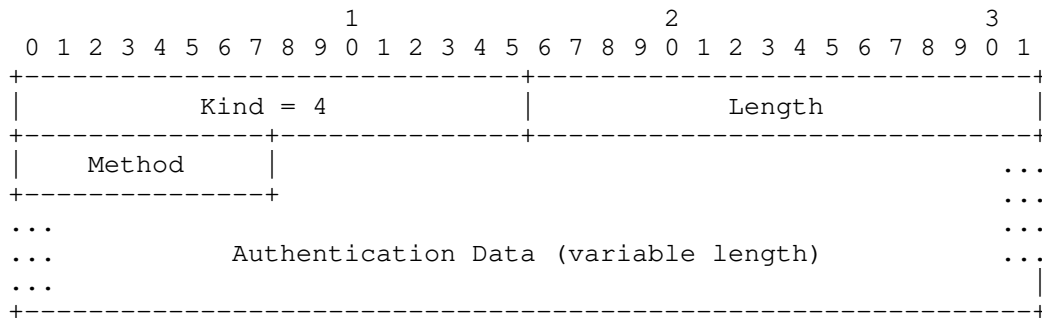 1 2 3
0 1 2 3 4 5 6 7 8 9 0 1 2 3 4 5 6 7 8 9 0 1 2 3 4 5 6 7 8 9 0 1
Kind = 4 Length
Method ...
...
... ...
... Authentication Data (variable length) ...
...